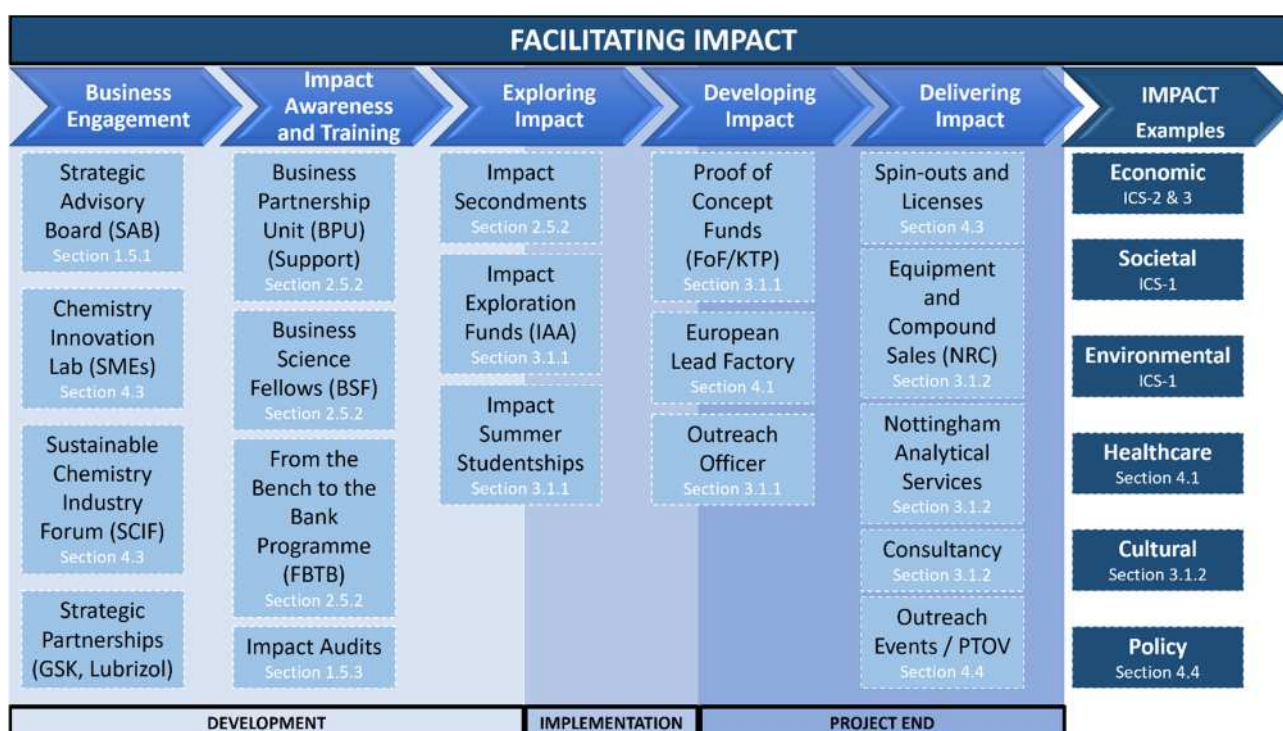 FACILITATING IMPACT
Business
Engagement
Impact
Awareness
and Training
Exploring
Impact
Developing
Impact
Delivering
Impact
IMPACT
Examples
Strategic
Advisory
Board (SAB)
Section 1.5.1
Chemistry
Innovation
Lab (SMEs)
Section 4.3
Sustainable
Chemistry
Industry
Forum (SCIF)
Section 4.3
Strategic
Partnerships
(GSK, Lubrizol)
Business
Partnership
Unit (BPU)
(Support)
Section 2.5.2
Business
Science
Fellows (BSF)
Section 2.5.2
From the
Bench to the
Bank
Programme
(FBTB)
Section 2.5.2
Impact Audits
Section 1.5.3
Impact
Secondments
Section 2.5.2
Impact
Exploration
Funds (IAA)
Section 3.1.1
Impact
Summer
Studentships
Section 3.1.1
Proof of
Concept
Funds
(FoF/KTP)
Section 3.1.1
European
Lead Factory
Section 4.1
Outreach
Officer
Section 3.1.1
Spin-outs and
Licenses
Section 4.3
Equipment
and
Compound
Sales (NRC)
Section 3.1.2
Nottingham
Analytical
Services
Section 3.1.2
Consultancy
Section 3.1.2
Outreach
Events / PTOV
Section 4.4
Economic
ICS-2 & 3
Societal
ICS-1
Environmental
ICS-1
Healthcare
Section 4.1
Cultural
Section 3.1.2
Policy
Section 4.4
DEVELOPMENT
IMPLEMENTATION
PROJECT END